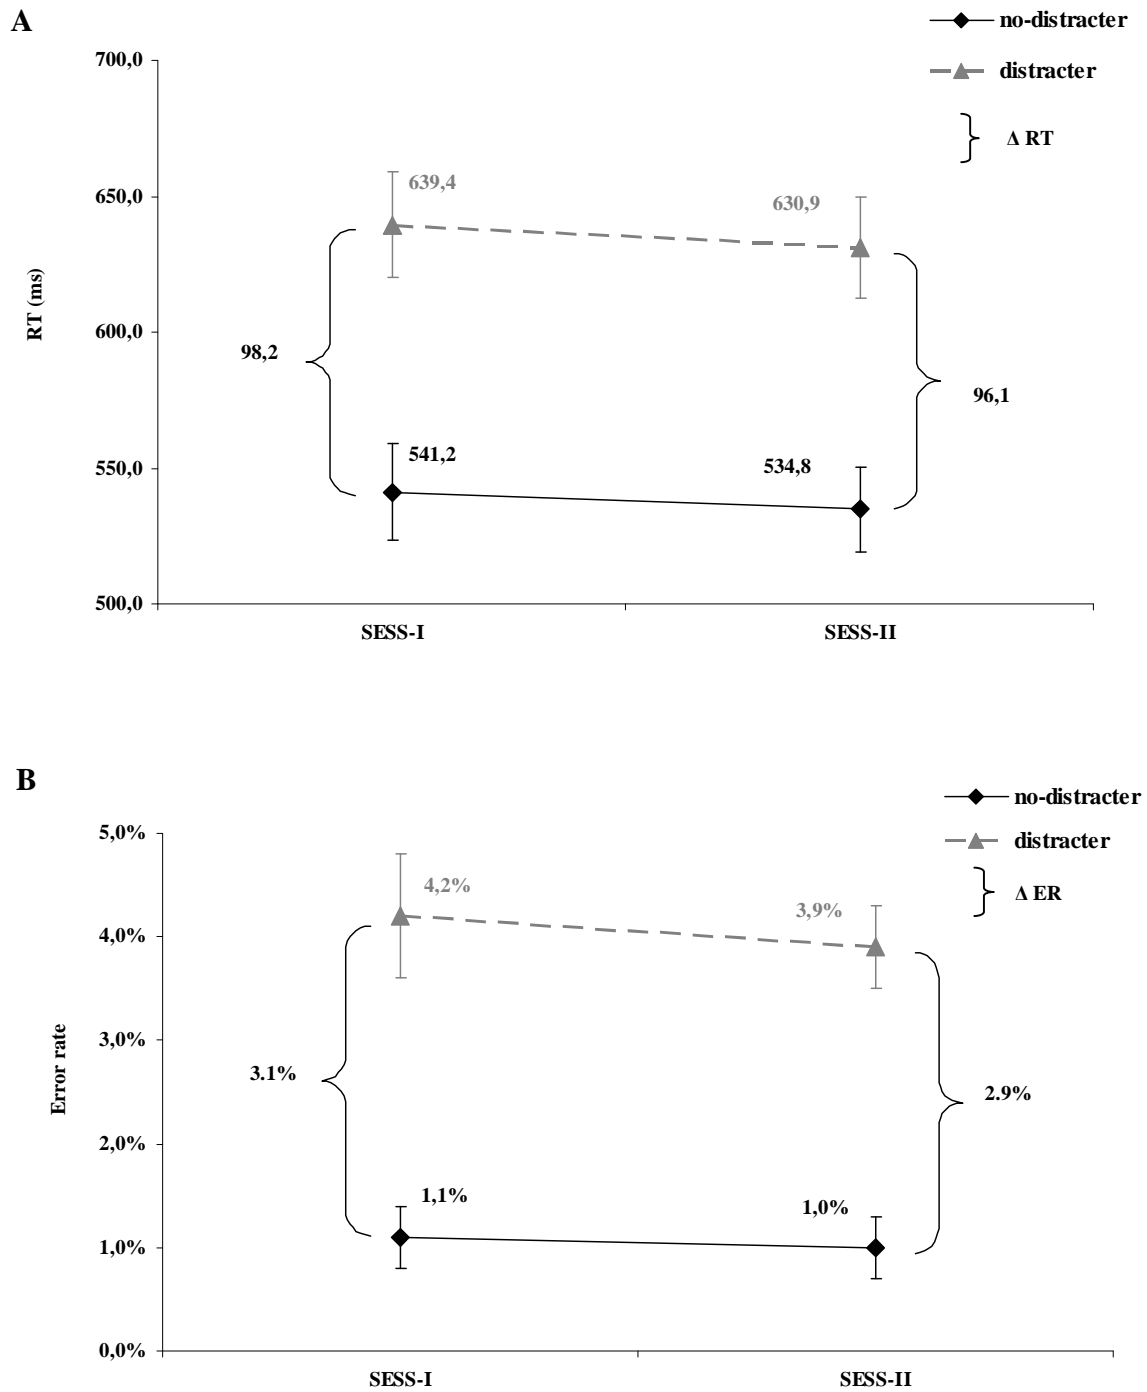 A
no-distracter
distracter
Δ RT
700,0
650,0
600,0
550,0
500,0
RT (ms)
639,4
630,9
98,2
96,1
541,2
534,8
SESS-I
SESS-II
B
no-distracter
distracter
Δ ER
5,0%
4,0%
3,0%
2,0%
1,0%
0,0%
Error rate
4,2%
3,9%
3.1%
2.9%
1,1%
1,0%
SESS-I
SESS-II